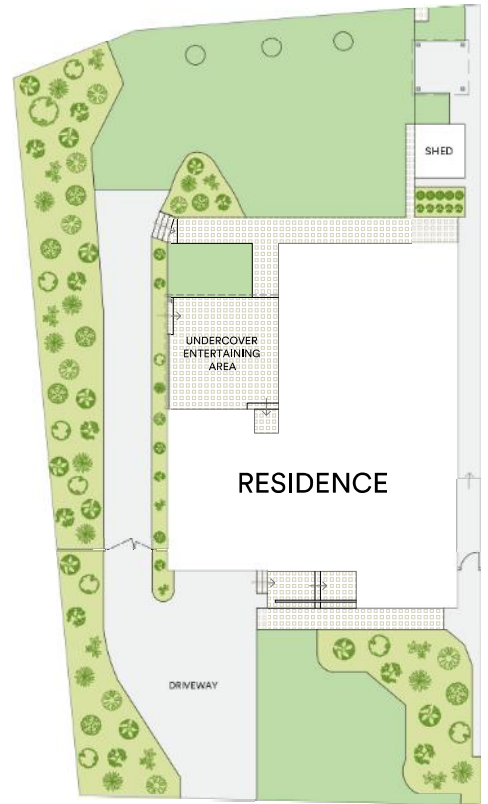 SHED
UNDERCOVER
ENTERTAINING
AREA
RESIDENCE
DRIVEWAY